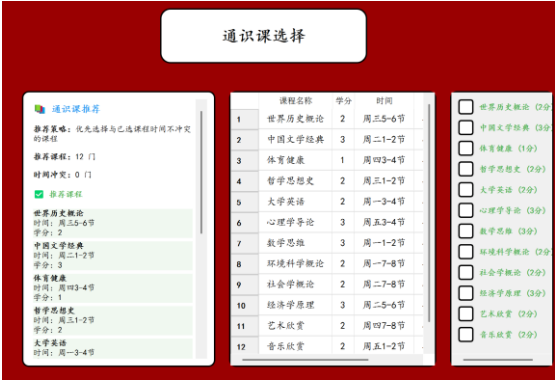 通识课选择
通识课推荐
推荐策略：优先选择与已选课程时间不冲突
的课程
推荐课程：12 门
时间冲突：0 门
推荐课程
世界历史概论
时间：周三5-6节
学分：2
中国文学经典
时间：周二1-2节
学分：3
体育健康
时间：周四3-4节
学分：1
哲学思想史
时间：周三1-2节
学分：2
大学英语
时间：周一3-4节
课程名称 学分 时间
1 世界历史概论 2 周三5-6节
2 中国文学经典 3 周二1-2节
3 体育健康 1 周四3-4节
4 哲学思想史 2 周三1-2节
5 大学英语 2 周一3-4节
6 心理学导论 3 周五3-4节
7 数学思维 3 周一1-2节
8 环境科学概论 2 周一7-8节
9 社会学概论 2 周二7-8节
10 经济学原理 3 周二5-6节
11 艺术欣赏 2 周四7-8节
12 音乐欣赏 2 周五1-2节
世界历史概论 (2分
中国文学经典 (3分
体育健康 (1分)
哲学思想史 (2分)
大学英语 (2分)
心理学导论 (3分)
数学思维 (3分)
环境科学概论 (2分
社会学概论 (2分)
经济学原理 (3分)
艺术欣赏 (2分)
音乐欣赏 (2分)